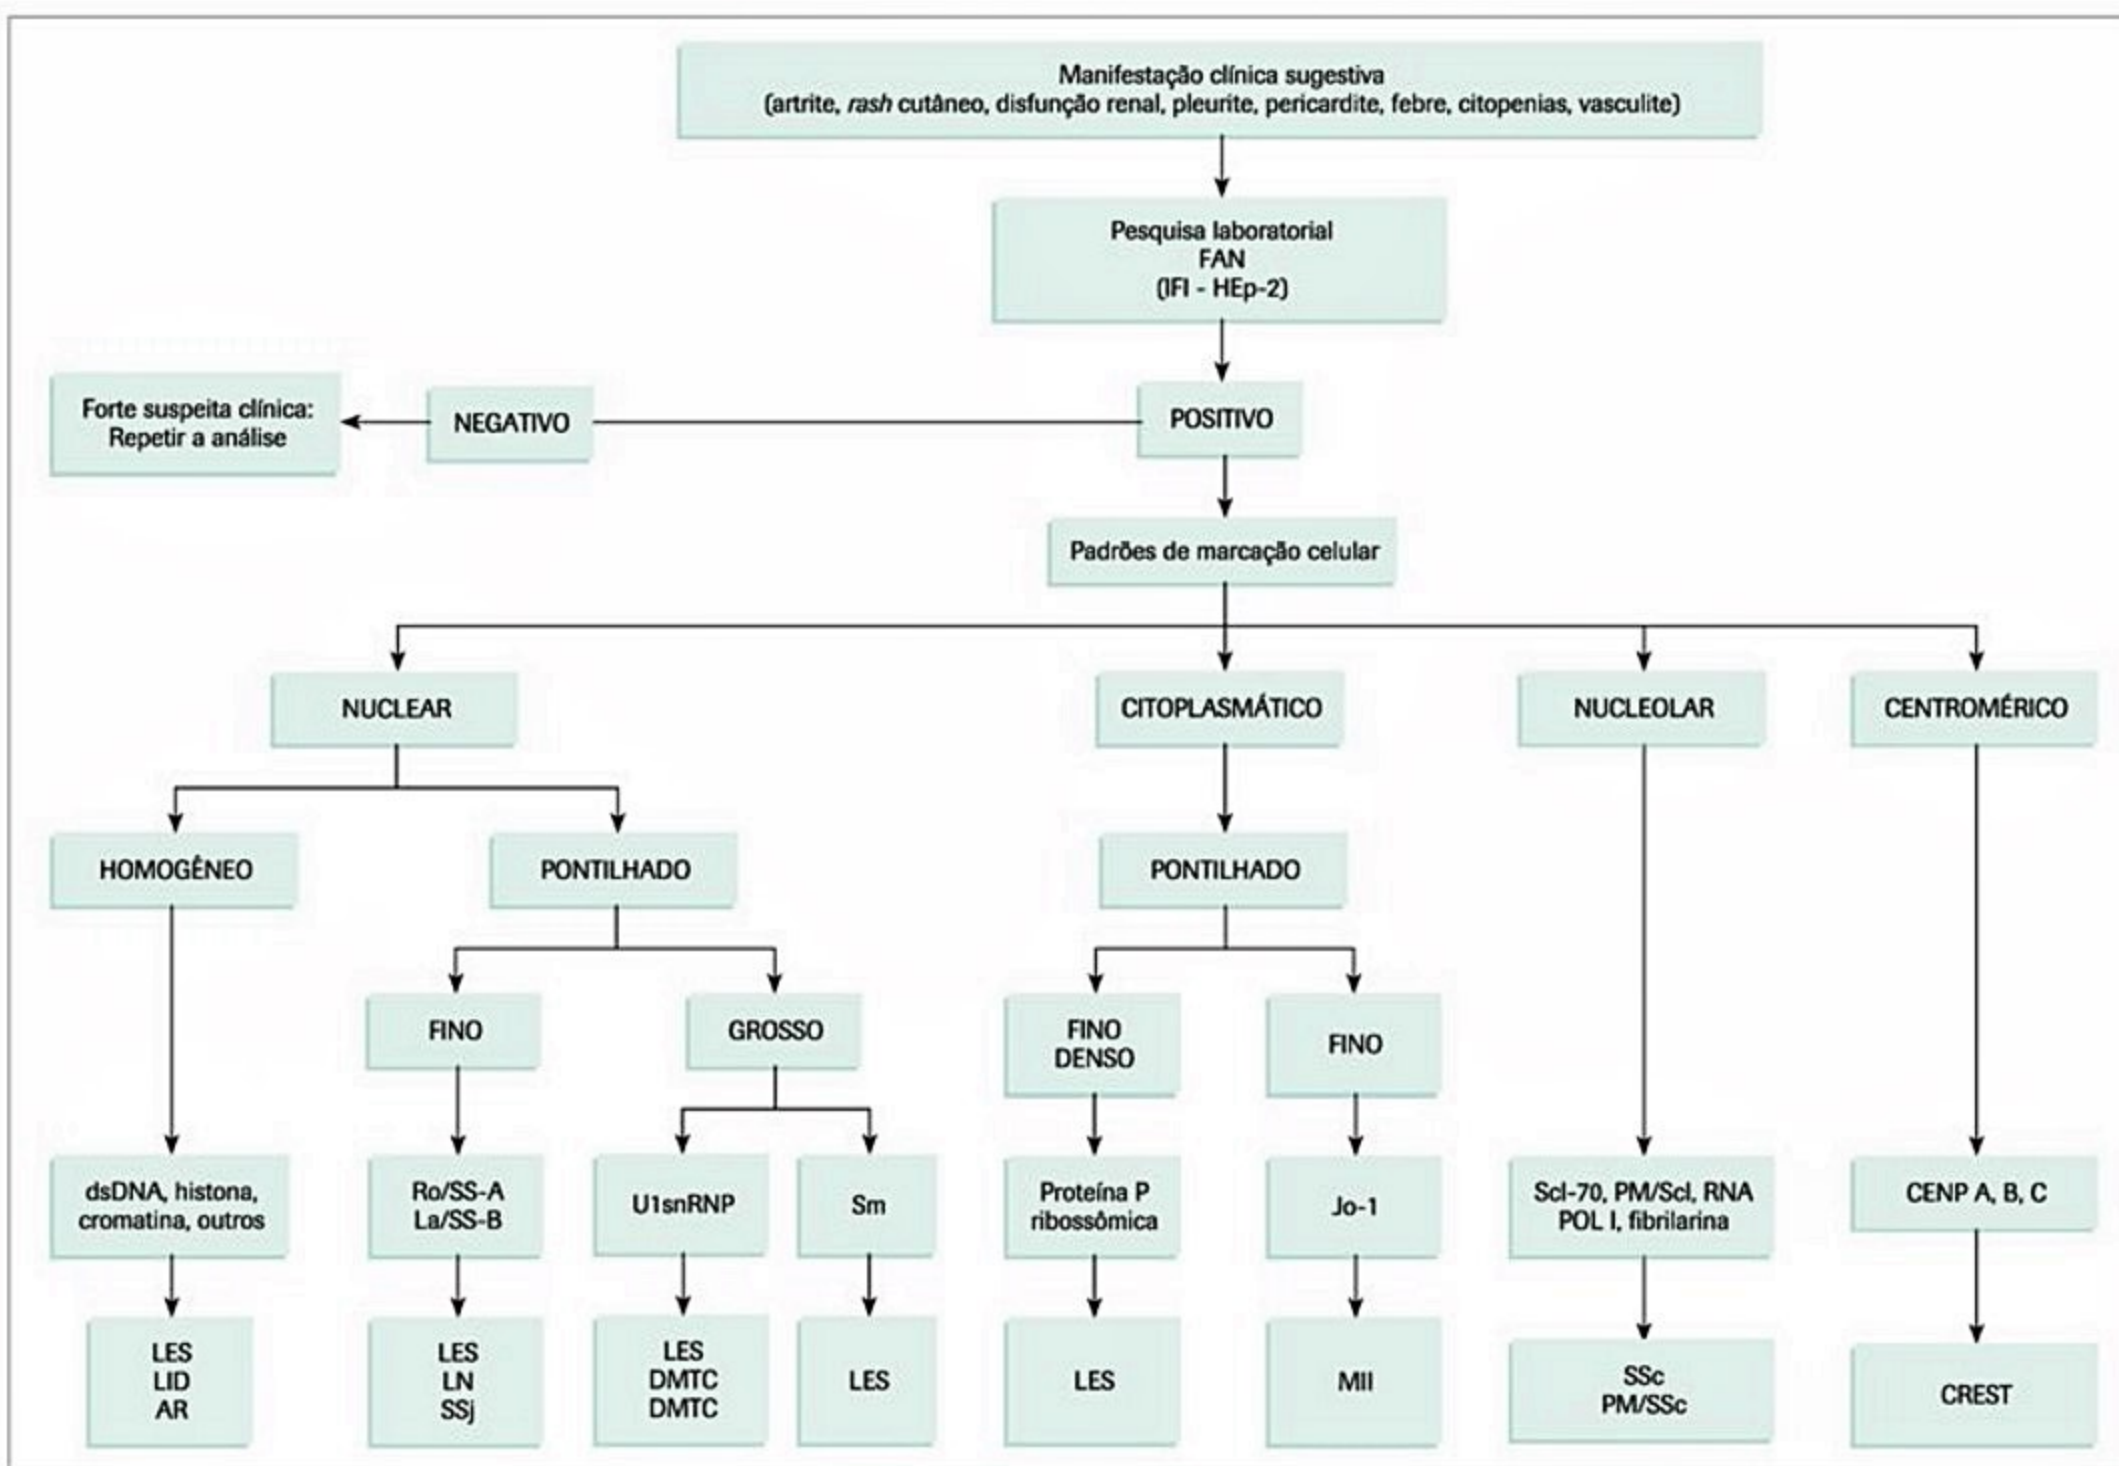 Manifestação clínica sugestiva
(artrite, rash cutâneo, disfunção renal, pleurite, pericardite, febre, citopenias, vasculite)
Pesquisa laboratorial
FAN
(IFI - HEp-2)
Forte suspeita clínica:
Repetir a análise
NEGATIVO
POSITIVO
Padrões de marcação celular
NUCLEAR
CITOPLASMÁTICO
NUCLEOLAR
CENTROMÉRICO
HOMOGÊNEO
PONTILHADO
PONTILHADO
FINO
GROSSO
FINO
DENSO
FINO
dsDNA, histona,
cromatina, outros
Ro/SS-A
La/SS-B
U1snRNP
Sm
Proteína P
ribossômica
Jo-1
Scl-70, PM/Scl, RNA
POL I, fibrilarina
CENP A, B, C
LES
LID
AR
LES
LN
SSj
LES
DMTC
DMTC
LES
LES
MII
SSc
PM/SSc
CREST